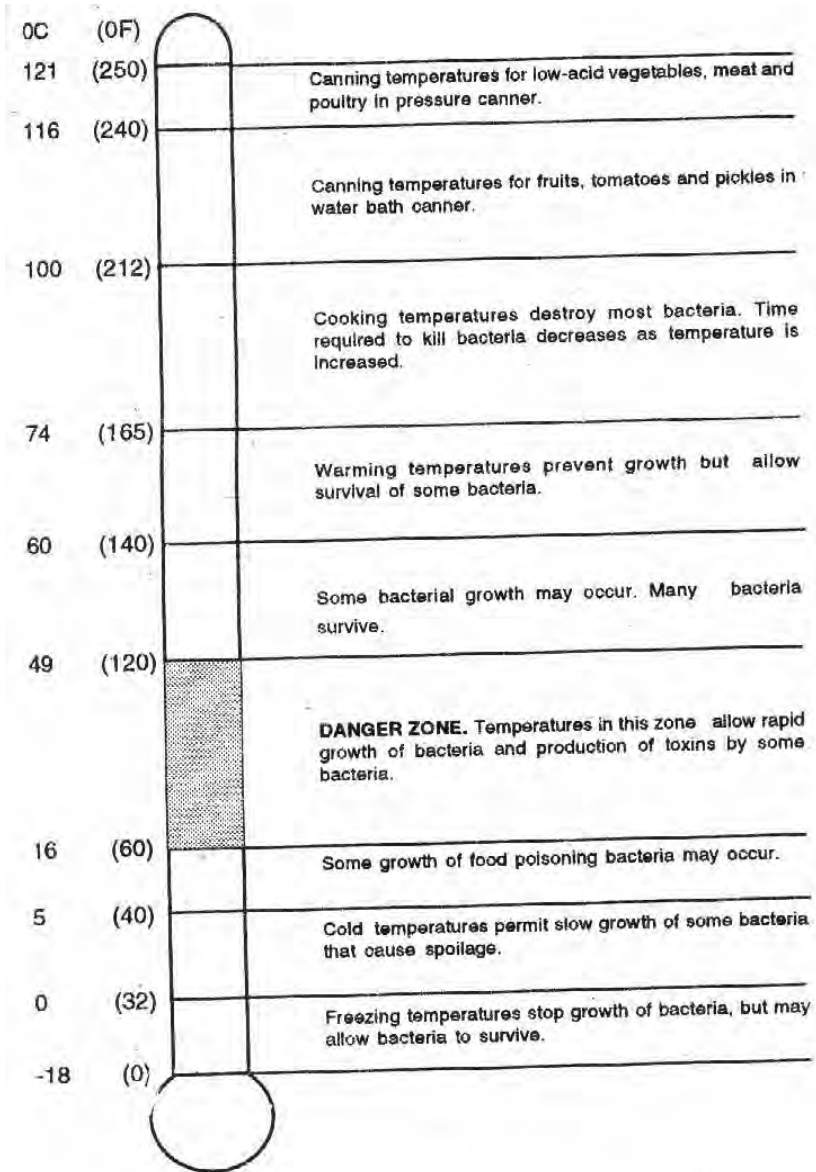 0C (0F)
121 (250)
Canning temperatures for low-acid vegetables, meat and
poultry in pressure canner.
116 (240)
Canning temperatures for fruits, tomatoes and pickles in
water bath canner.
100 (212)
Cooking temperatures destroy most bacteria. Time
required to kill bacteria decreases as temperature is
increased.
74 (165)
Warming temperatures prevent growth but allow
survival of some bacteria.
60 (140)
Some bacterial growth may occur. Many bacteria
survive.
49 (120)
DANGER ZONE. Temperatures in this zone allow rapid
growth of bacteria and production of toxins by some
bacteria.
16 (60)
Some growth of food poisoning bacteria may occur.
5 (40)
Cold temperatures permit slow growth of some bacteria
that cause spoilage.
0 (32)
Freezing temperatures stop growth of bacteria, but may
allow bacteria to survive.
-18 (0)